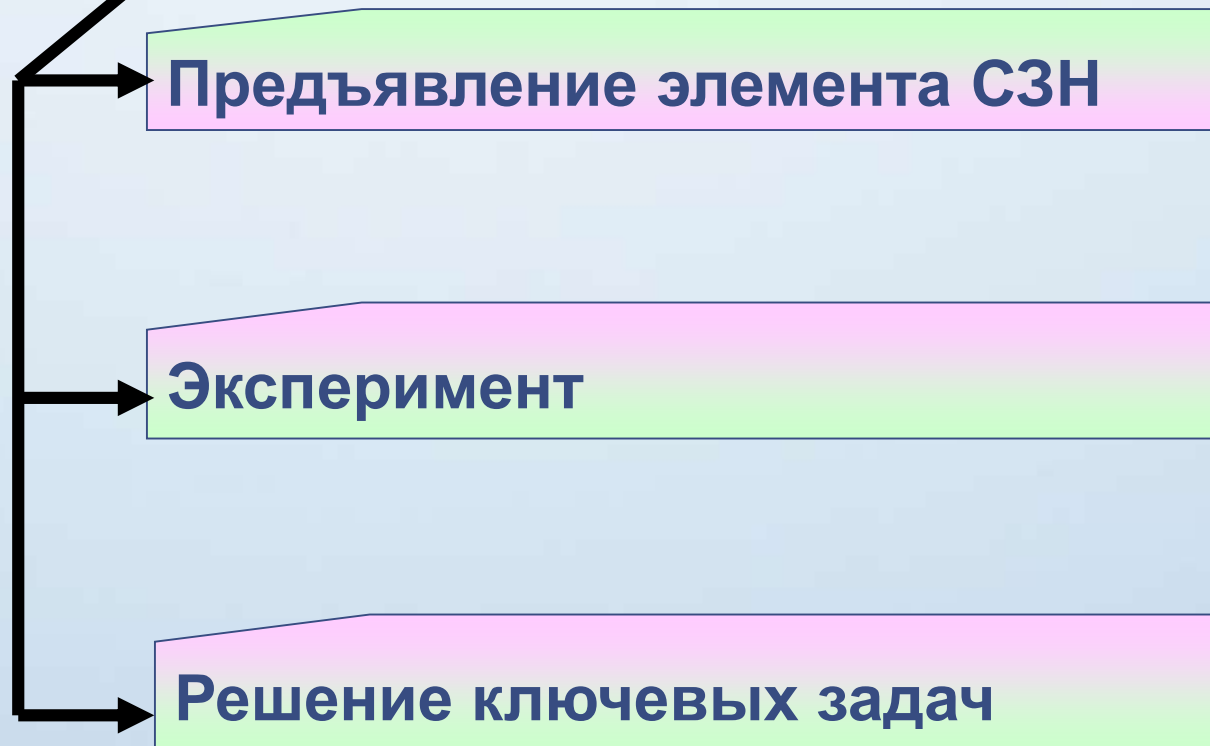 Предъявление элемента СЗН
Эксперимент
Решение ключевых задач